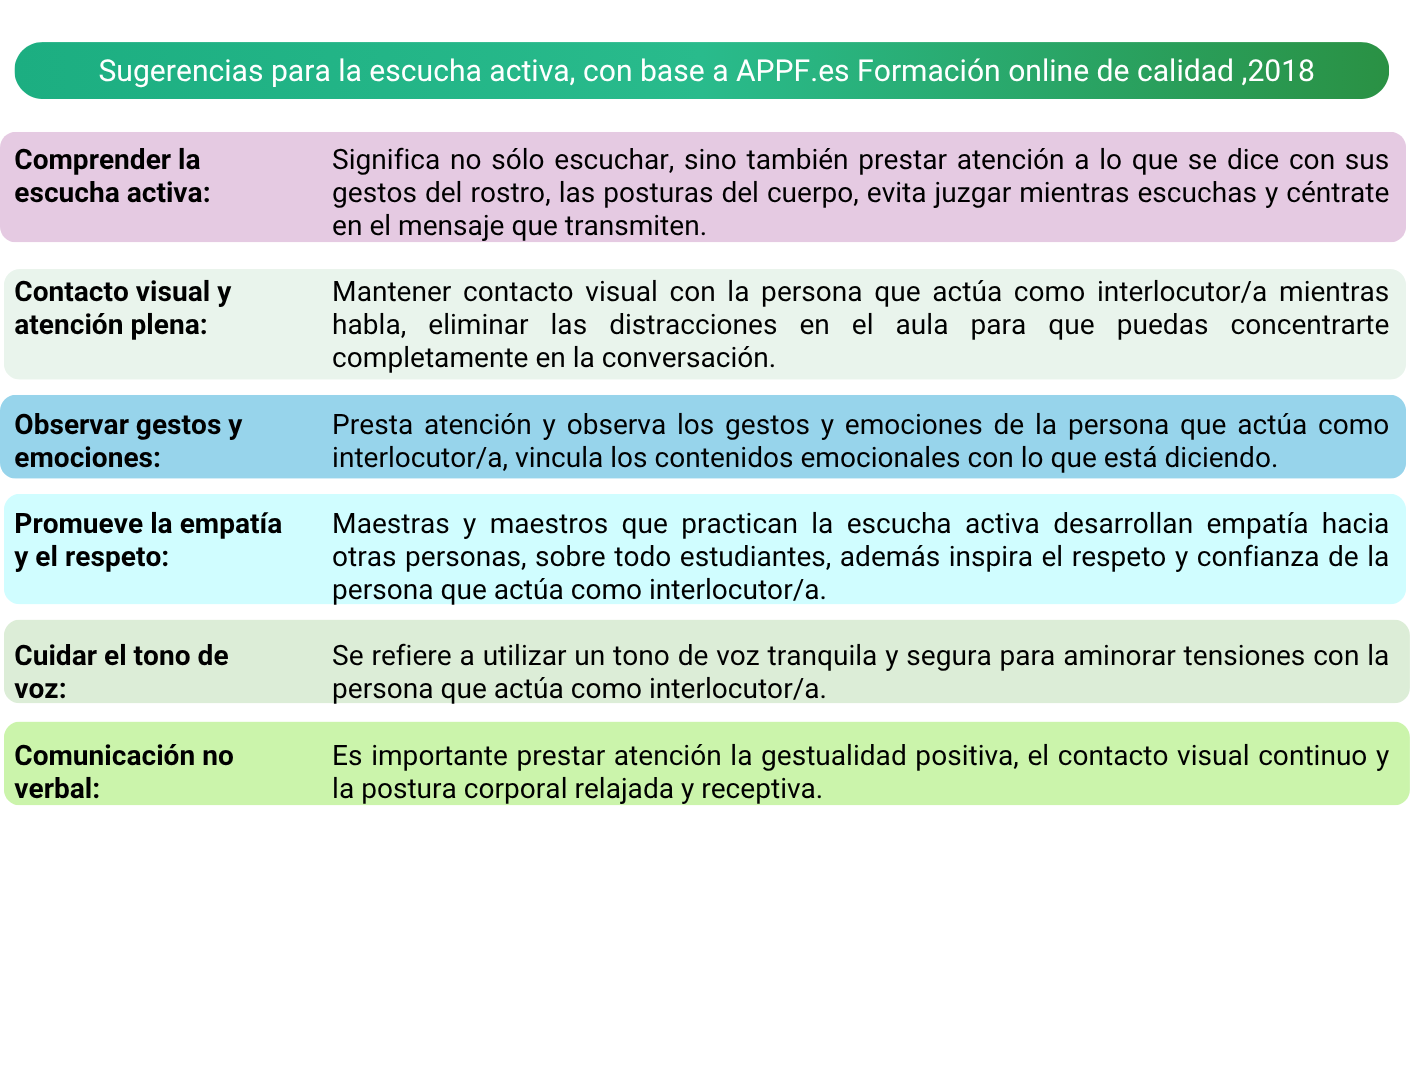 Sugerencias para la escucha activa, con base a APPF.es Formación online de calidad ,2018
Comprender la
escucha activa:
Significa no sólo escuchar, sino también prestar atención a lo que se dice con sus
gestos del rostro, las posturas del cuerpo, evita juzgar mientras escuchas y céntrate
en el mensaje que transmiten.
Contacto visual y
atención plena:
Mantener contacto visual con la persona que actúa como interlocutor/a mientras
habla, eliminar las distracciones en el aula para que puedas concentrarte
completamente en la conversación.
Observar gestos y
emociones:
Presta atención y observa los gestos y emociones de la persona que actúa como
interlocutor/a, vincula los contenidos emocionales con lo que está diciendo.
Promueve la empatía
y el respeto:
Maestras y maestros que practican la escucha activa desarrollan empatía hacia
otras personas, sobre todo estudiantes, además inspira el respeto y confianza de la
persona que actúa como interlocutor/a.
Cuidar el tono de
voz:
Se refiere a utilizar un tono de voz tranquila y segura para aminorar tensiones con la
persona que actúa como interlocutor/a.
Comunicación no
verbal:
Es importante prestar atención la gestualidad positiva, el contacto visual continuo y
la postura corporal relajada y receptiva.